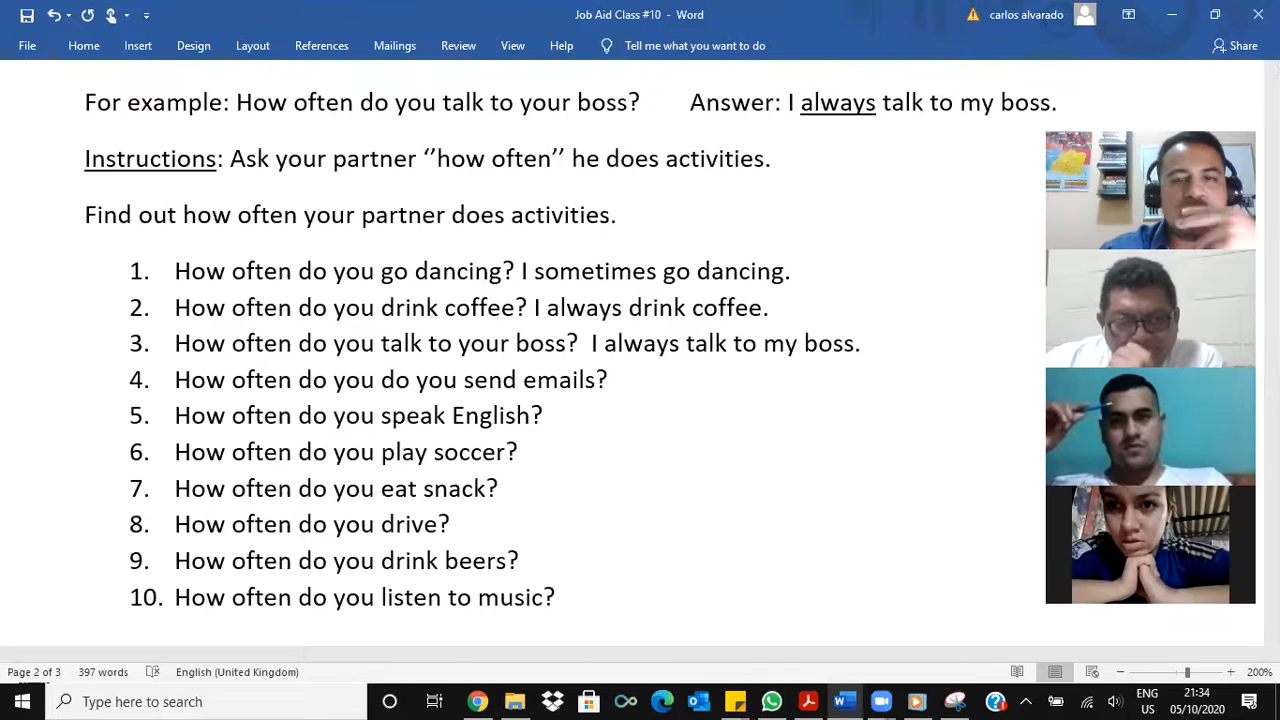 Job Aid Class #10 - Word
carlos alvarado
File Home Insert Design Layout References Mailings Review View Help Tell me what you want to do Share
For example: How often do you talk to your boss? Answer: I always talk to my boss.
Instructions: Ask your partner ‘’how often’’ he does activities.
Find out how often your partner does activities.
1. How often do you go dancing? I sometimes go dancing.
2. How often do you drink coffee? I always drink coffee.
3. How often do you talk to your boss? I always talk to my boss.
4. How often do you do you send emails?
5. How often do you speak English?
6. How often do you play soccer?
7. How often do you eat snack?
8. How often do you drive?
9. How often do you drink beers?
10. How often do you listen to music?
Page 2 of 3 397 words English (United Kingdom) 200%
Type here to search
ENG 21:34
US 05/10/2020